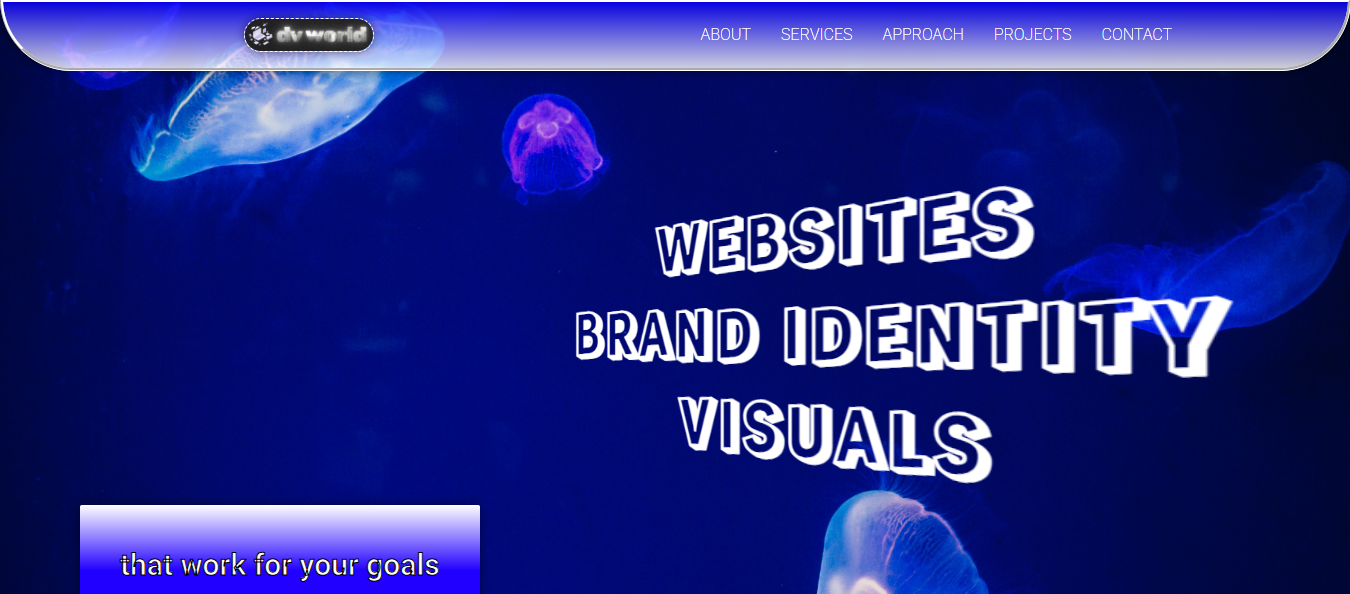 dv world
ABOUT SERVICES APPROACH PROJECTS CONTACT
WEBSITES
BRAND IDENTITY
VISUALS
that work for your goals